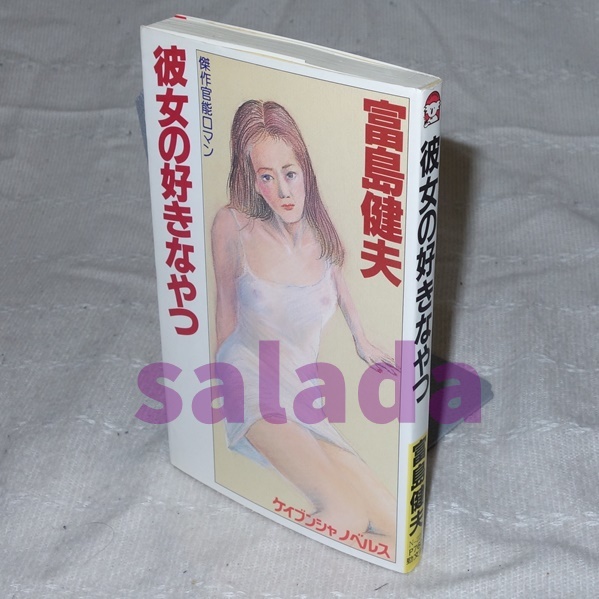 彼女の好きなやつ
傑作官能ロマン
富島健夫
ケイブンシャノベルス
彼女の好きなやつ
富島健夫
salada